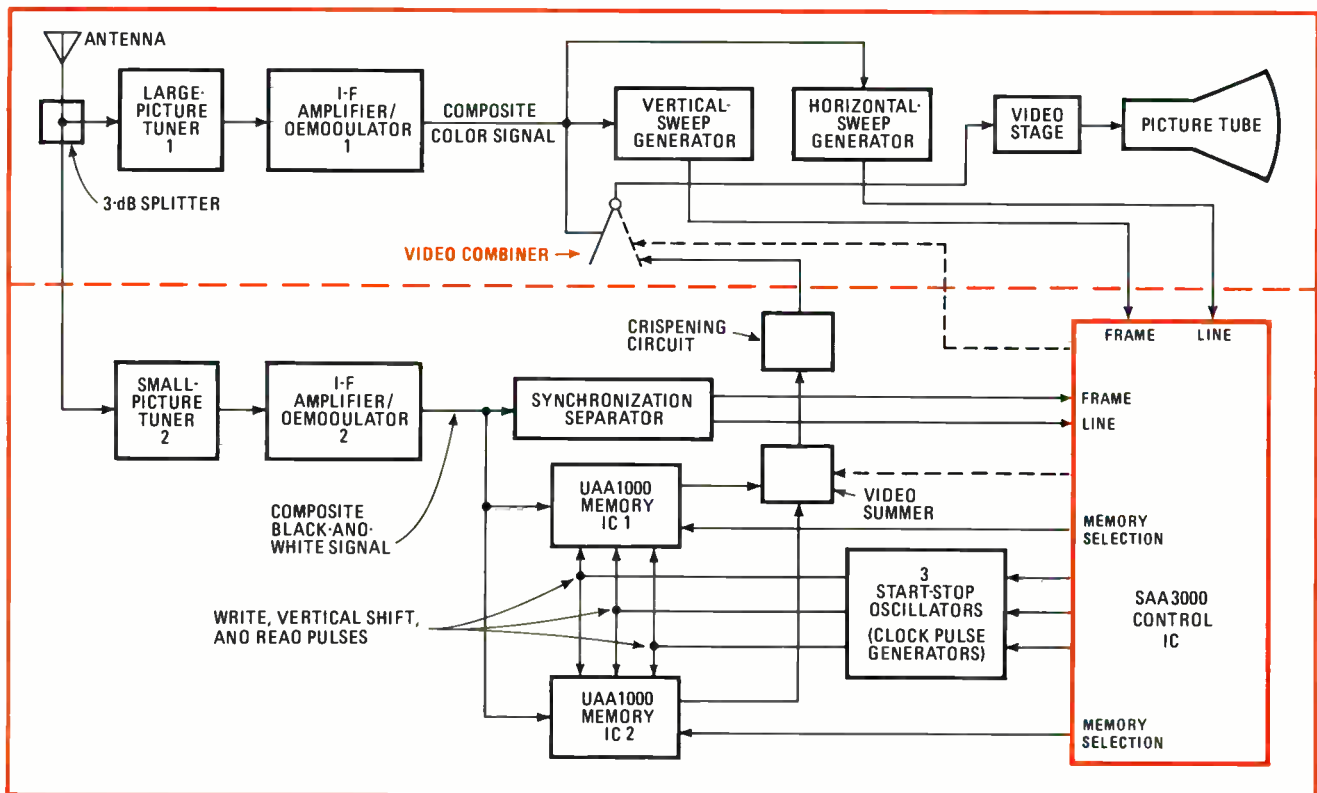 ANTENNA
LARGE-
PICTURE
TUNER
1
I-F
AMPLIFIER/
OEMOOULATOR
1
COMPOSITE
COLOR SIGNAL
VERTICAL-
SWEEP
GENERATOR
HORIZONTAL-
SWEEP
GENERATOR
VIDEO
STAGE
PICTURE TUBE
3-dB SPLITTER
VIDEO COMBINER
CRISPENING
CIRCUIT
FRAME
LINE
SMALL-
PICTURE
TUNER
2
I-F
AMPLIFIER/
OEMOOULATOR
2
SYNCHRONIZATION
SEPARATOR
FRAME
LINE
COMPOSITE
BLACK-ANO-
WHITE SIGNAL
UAA1000
MEMORY
IC 1
VIDEO
SUMMER
MEMORY
SELECTION
WRITE, VERTICAL SHIFT,
AND REAO PULSES
3
START-STOP
OSCILLATORS
(CLOCK PULSE
GENERATORS)
SAA3000
CONTROL
IC
UAA1000
MEMORY
IC 2
MEMORY
SELECTION